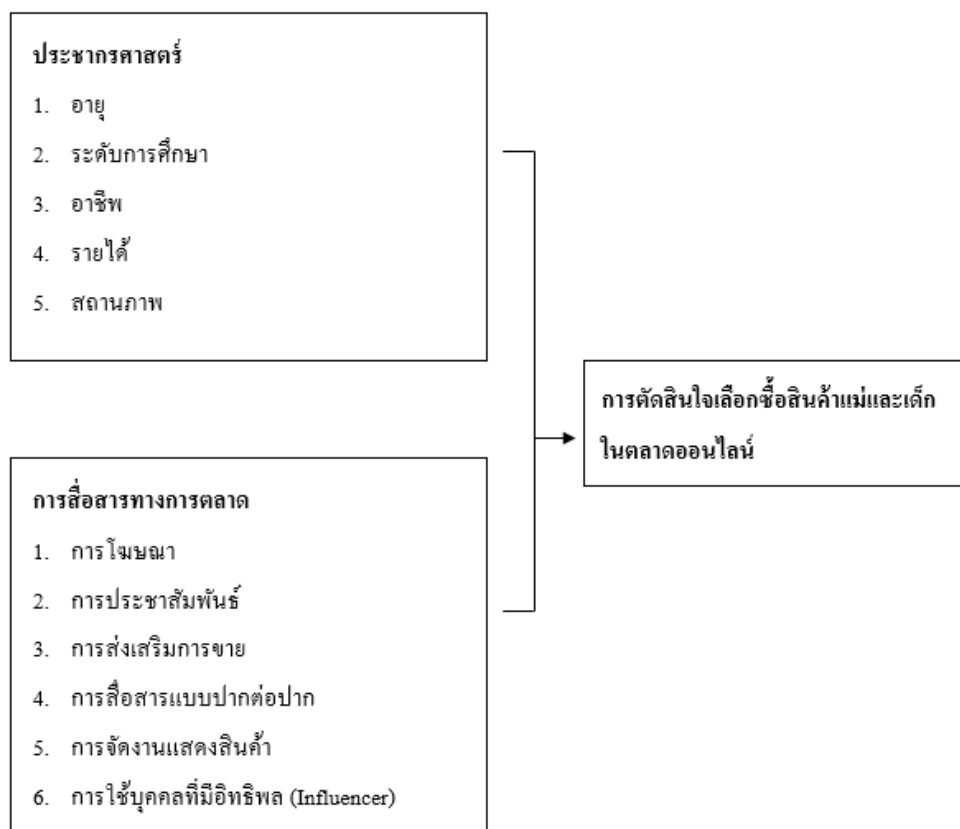 ประชากรศาสตร์
1. อายุ
2. ระดับการศึกษา
3. อาชีพ
4. รายได้
5. สถานภาพ
การตัดสินใจเลือกซื้อสินค้าแม่และเด็ก
ในตลาดออนไลน์
การสื่อสารทางการตลาด
1. การโฆษณา
2. การประชาสัมพันธ์
3. การส่งเสริมการขาย
4. การสื่อสารแบบปากต่อปาก
5. การจัดงานแสดงสินค้า
6. การใช้บุคคลที่มีอิทธิพล (Influencer)